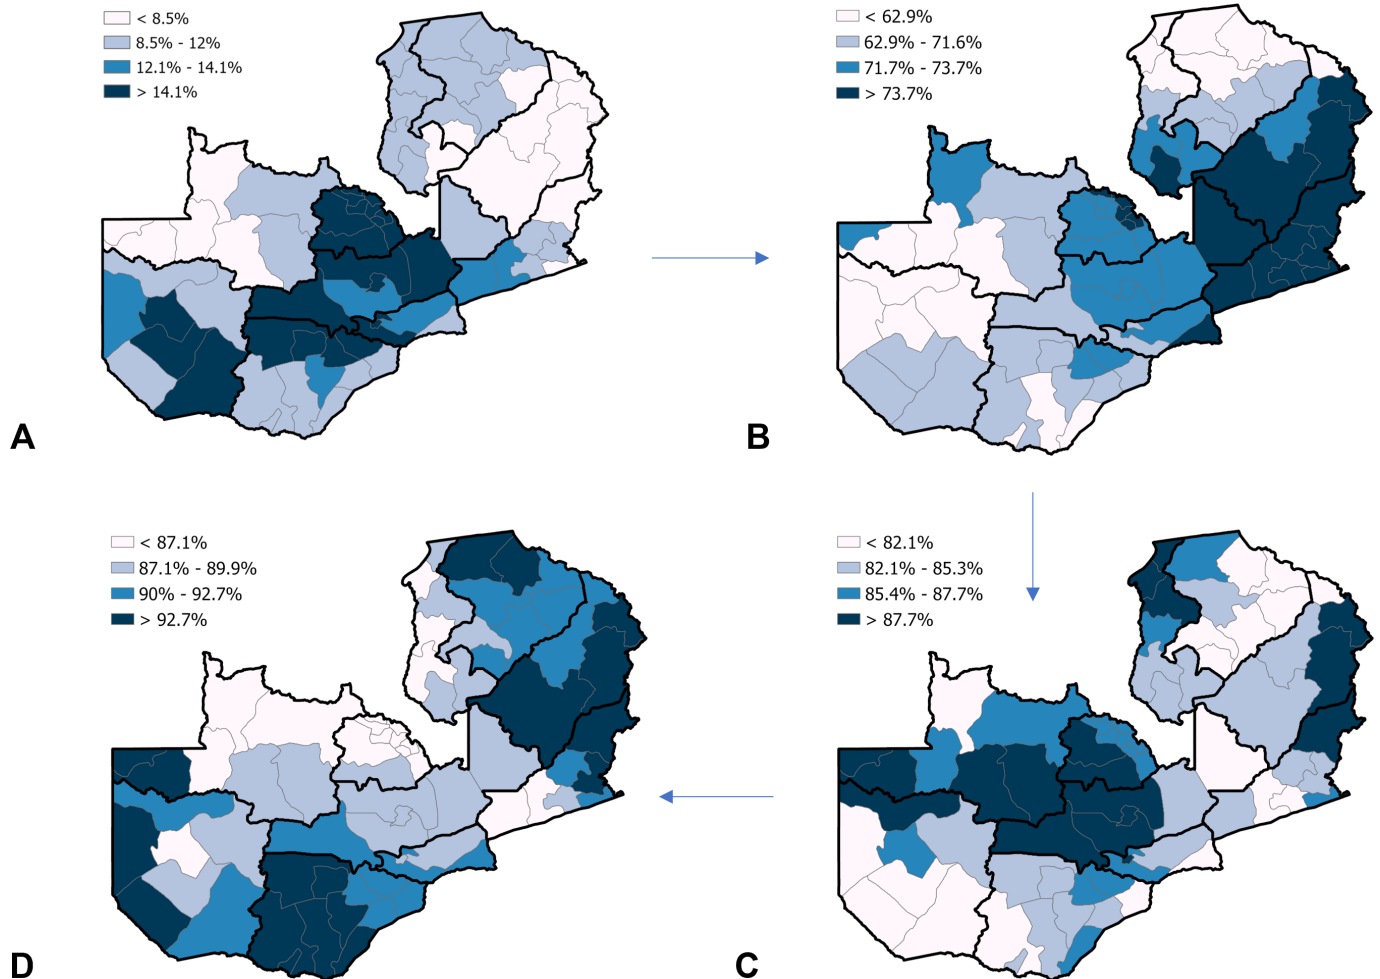 < 8.5%
8.5% - 12%
12.1% - 14.1%
> 14.1%
A
< 62.9%
62.9% - 71.6%
71.7% - 73.7%
> 73.7%
B
< 87.1%
87.1% - 89.9%
90% - 92.7%
> 92.7%
D
< 82.1%
82.1% - 85.3%
85.4% - 87.7%
> 87.7%
C